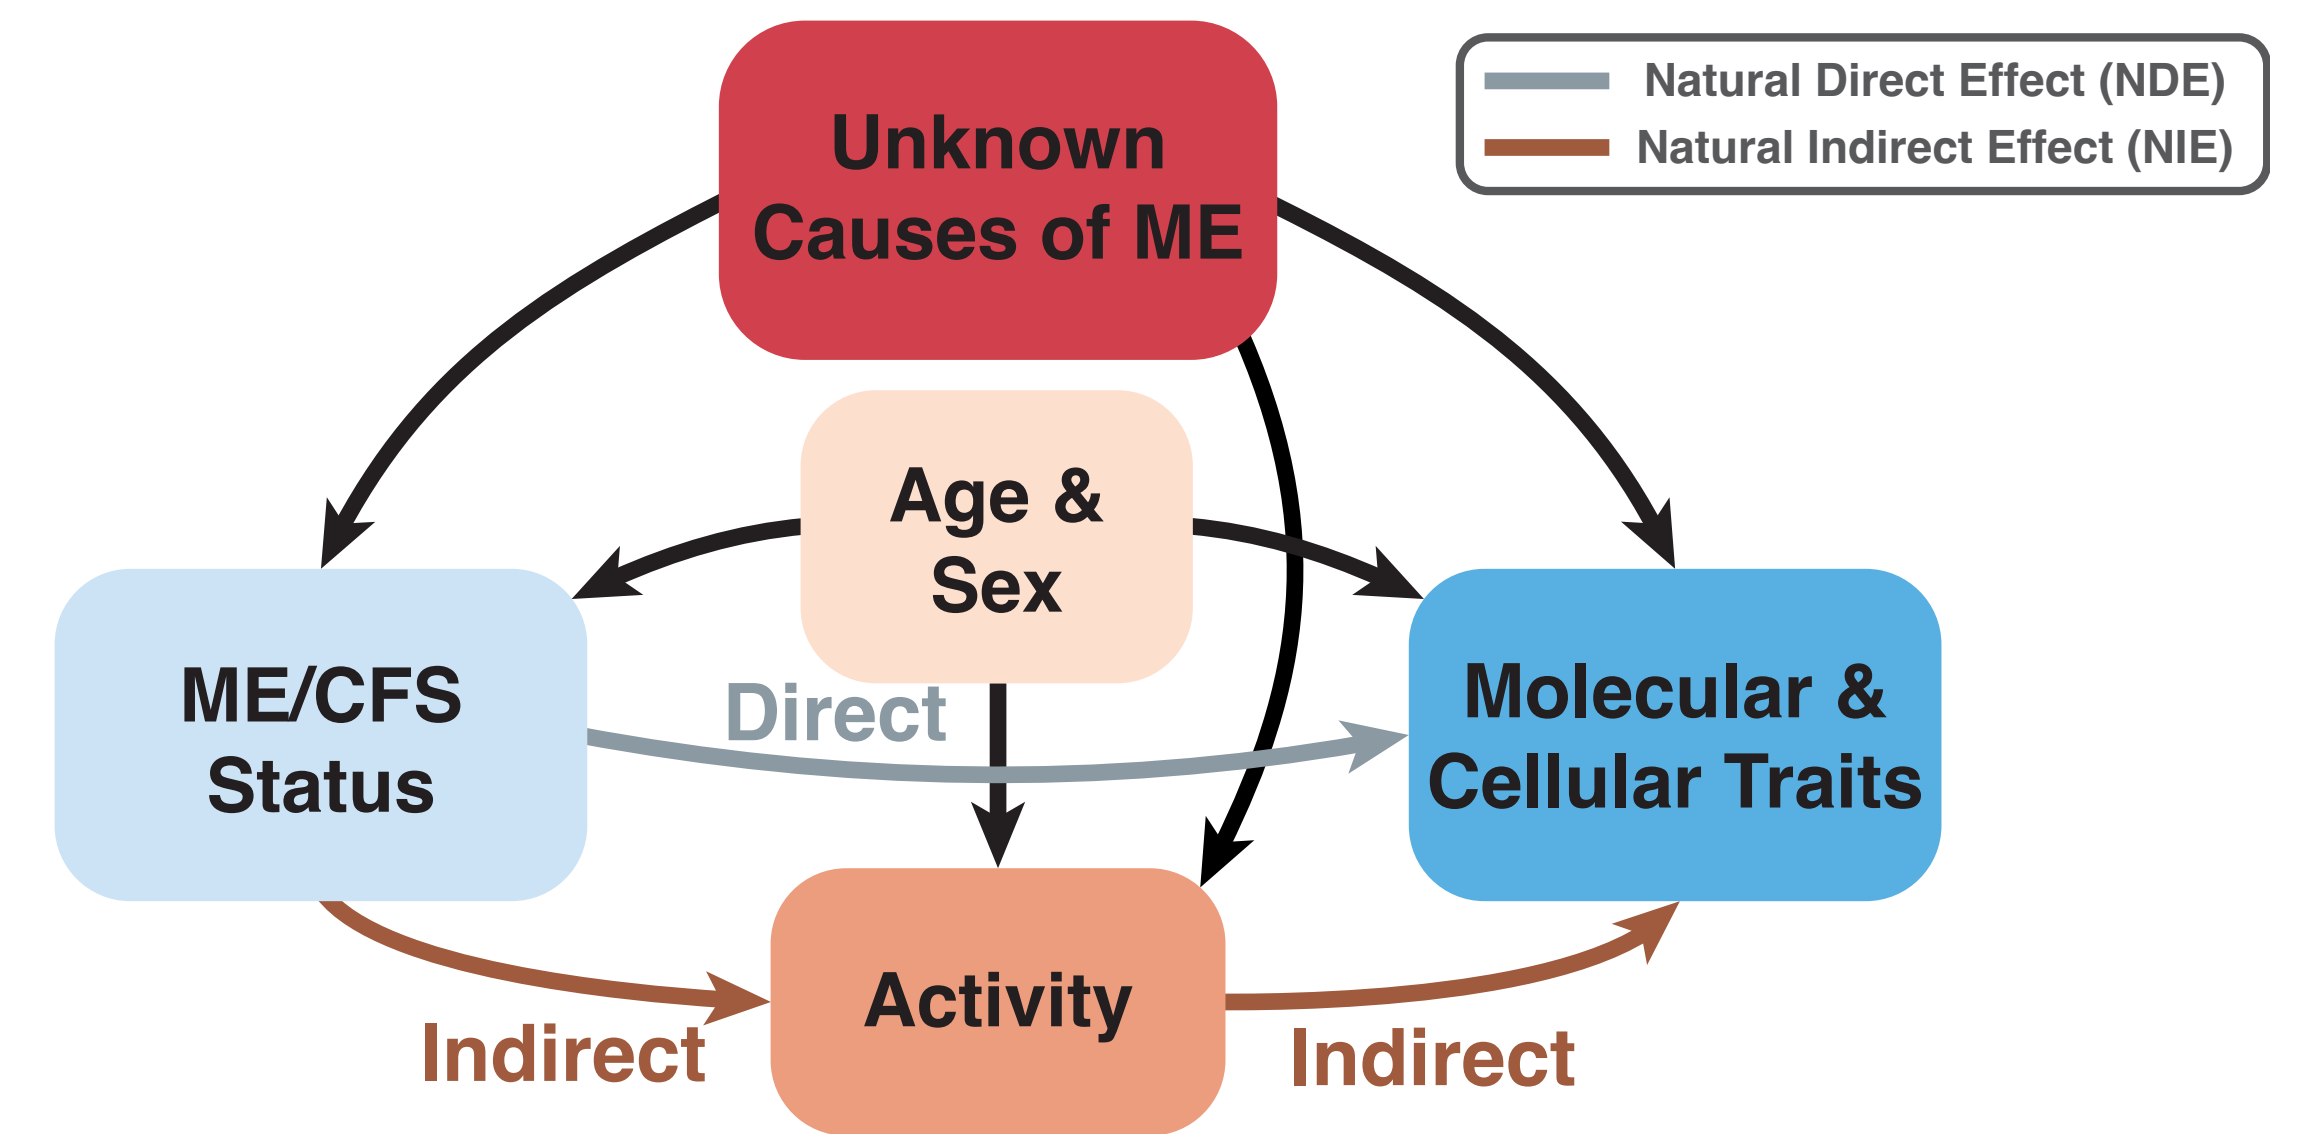 Unknown
Causes of ME
Natural Direct Effect (NDE)
Natural Indirect Effect (NIE)
Age &
Sex
ME/CFS
Status
Direct
Molecular &
Cellular Traits
Activity
Indirect
Indirect